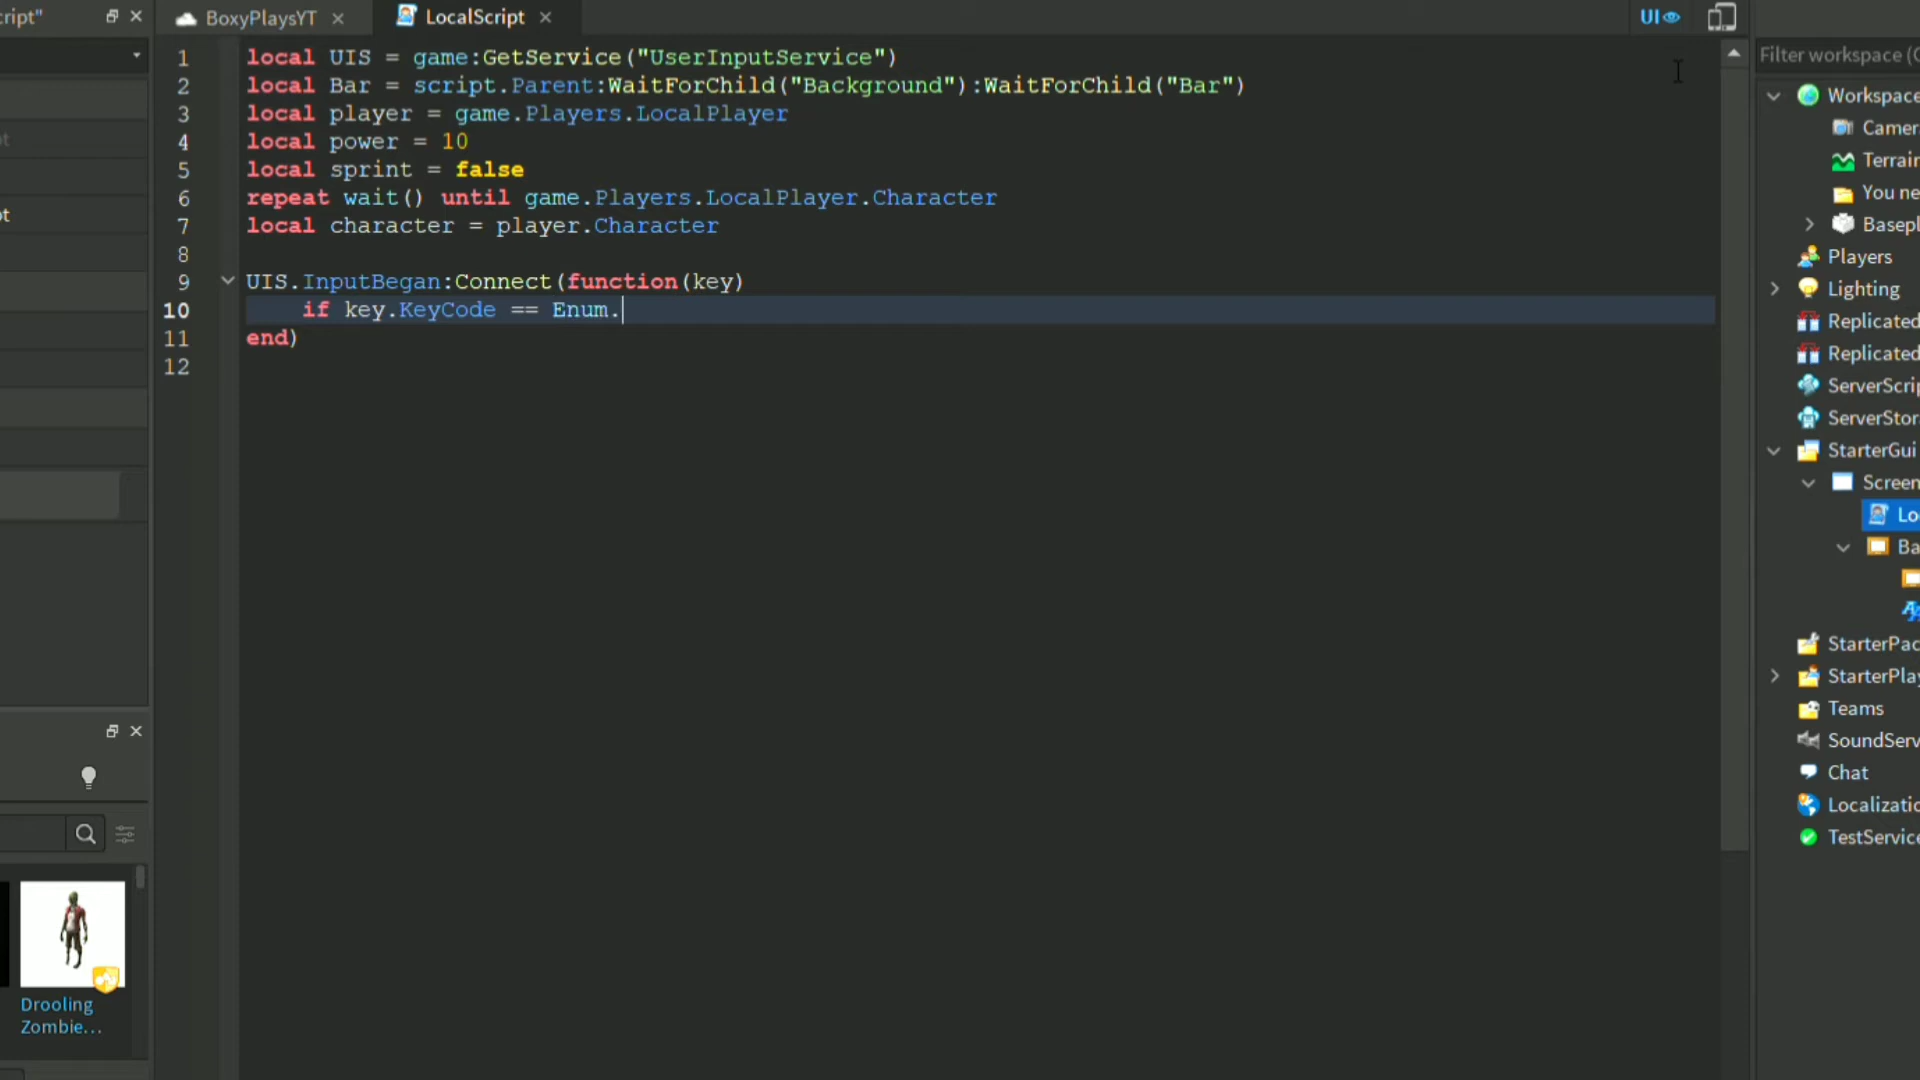 ript"
BoxyPlaysYT
LocalScript
UI
1 local UIS = game:GetService("UserInputService")
2 local Bar = script.Parent:WaitForChild("Background"):WaitForChild("Bar")
3 local player = game.Players.LocalPlayer
4 local power = 10
5 local sprint = false
6 repeat wait() until game.Players.LocalPlayer.Character
7 local character = player.Character
8
9 UIS.InputBegan:Connect(function(key)
10 if key.KeyCode == Enum.
11 end)
12
Filter workspace (
Workspace
Camer
Terrain
You ne
Basepl
Players
Lighting
Replicated
Replicated
ServerScrip
ServerStor
StarterGui
Screen
Lo
Ba
StarterPac
StarterPlay
Teams
SoundServ
Chat
Localizatio
TestService
Drooling
Zombie...